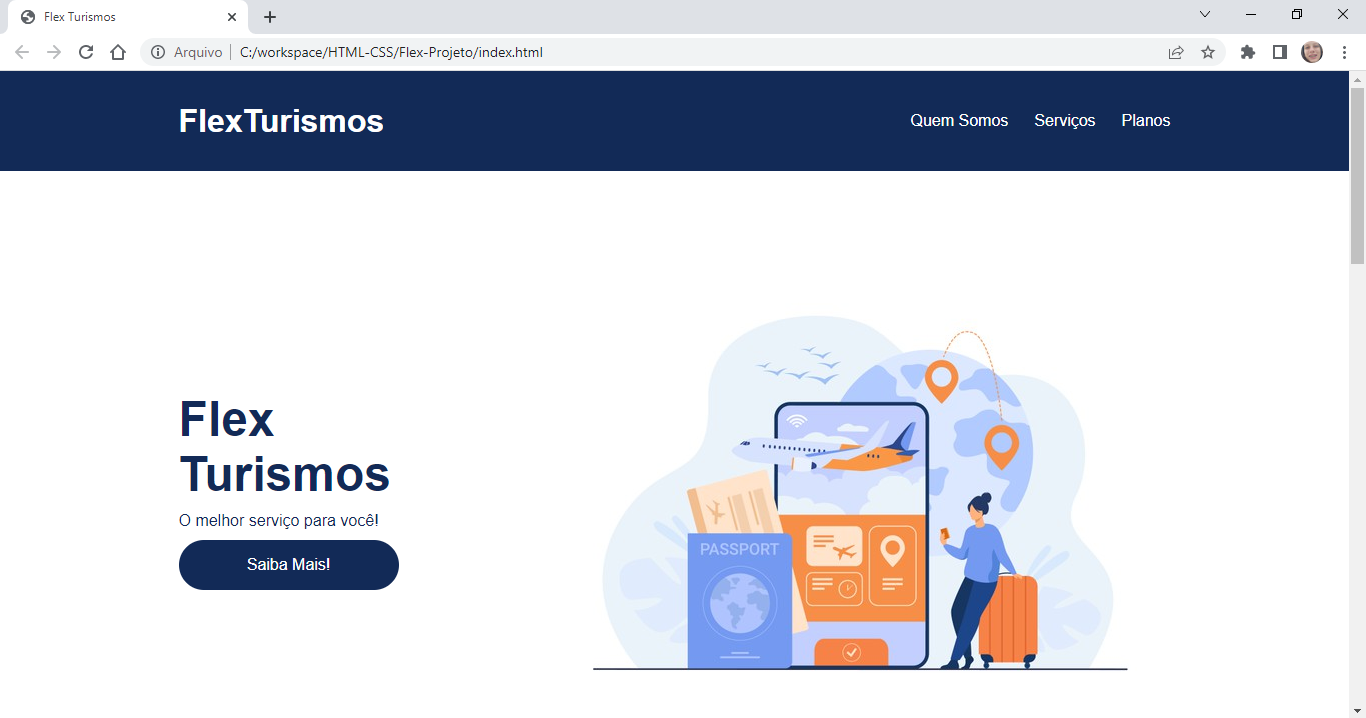 Flex Turismos
Arquivo
C:/workspace/HTML-CSS/Flex-Projeto/index.html
FlexTurismos
Quem Somos
Serviços
Planos
Flex
Turismos
O melhor serviço para você!
Saiba Mais!
PASSPORT